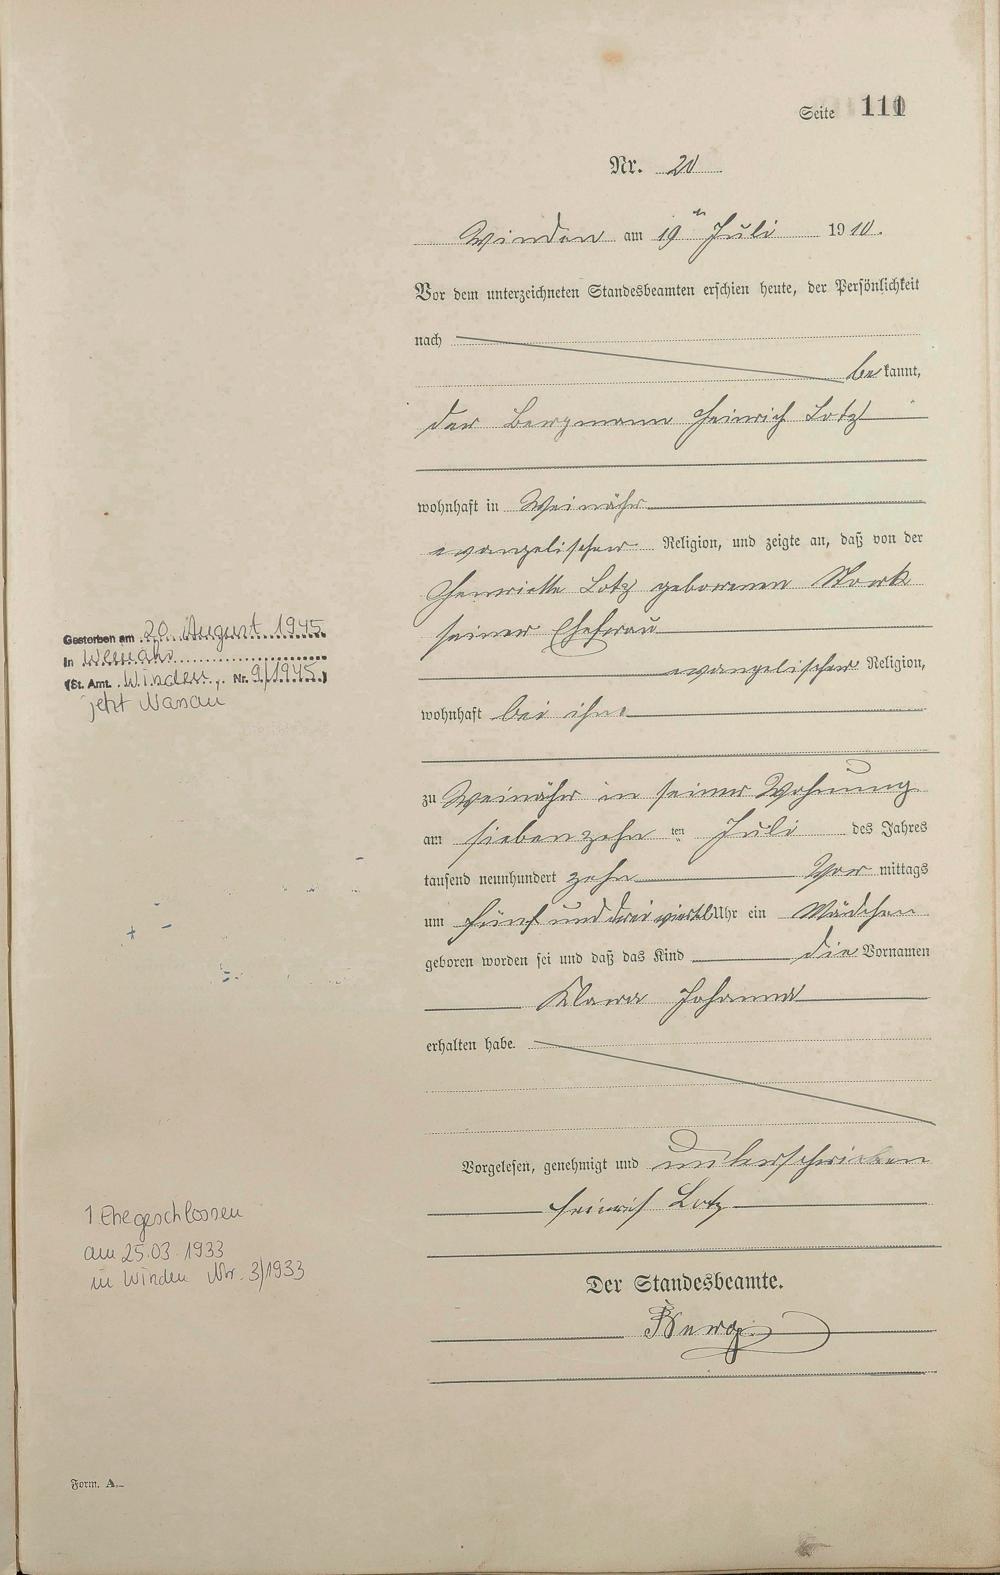 Seite 111
Nr. 20
Winden am 19ten Juli 1910.
Vor dem unterzeichneten Standesbeamten erschien heute, der Persönlichkeit
nach
bekannt,
der Bergmann Heinrich Lotz
wohnhaft in Weinähr
evangelischer Religion, und zeigte an, daß von der
Henriette Lotz geborenen Stork
seiner Ehefrau
evangelischer Religion,
wohnhaft bei ihm
zu Weinähr in seiner Wohnung
am siebenzehnten Juli des Jahres
tausend neunhundert zehn Vormittags
um fünf und drei viertel Uhr ein Mädchen
geboren worden sei und daß das Kind die Vornamen
Klara Johanna
erhalten habe.
Vorgelesen, genehmigt und unterschrieben
Heinrich Lotz
Der Standesbeamte.
Gestorben am 20. August 1945
in Weinähr
(St. Amt. Winden, Nr. 9/1945)
jetzt Nassau
1. Ehe geschlossen
am 25.03.1933
in Winden Nr. 3/1933
Form. A.